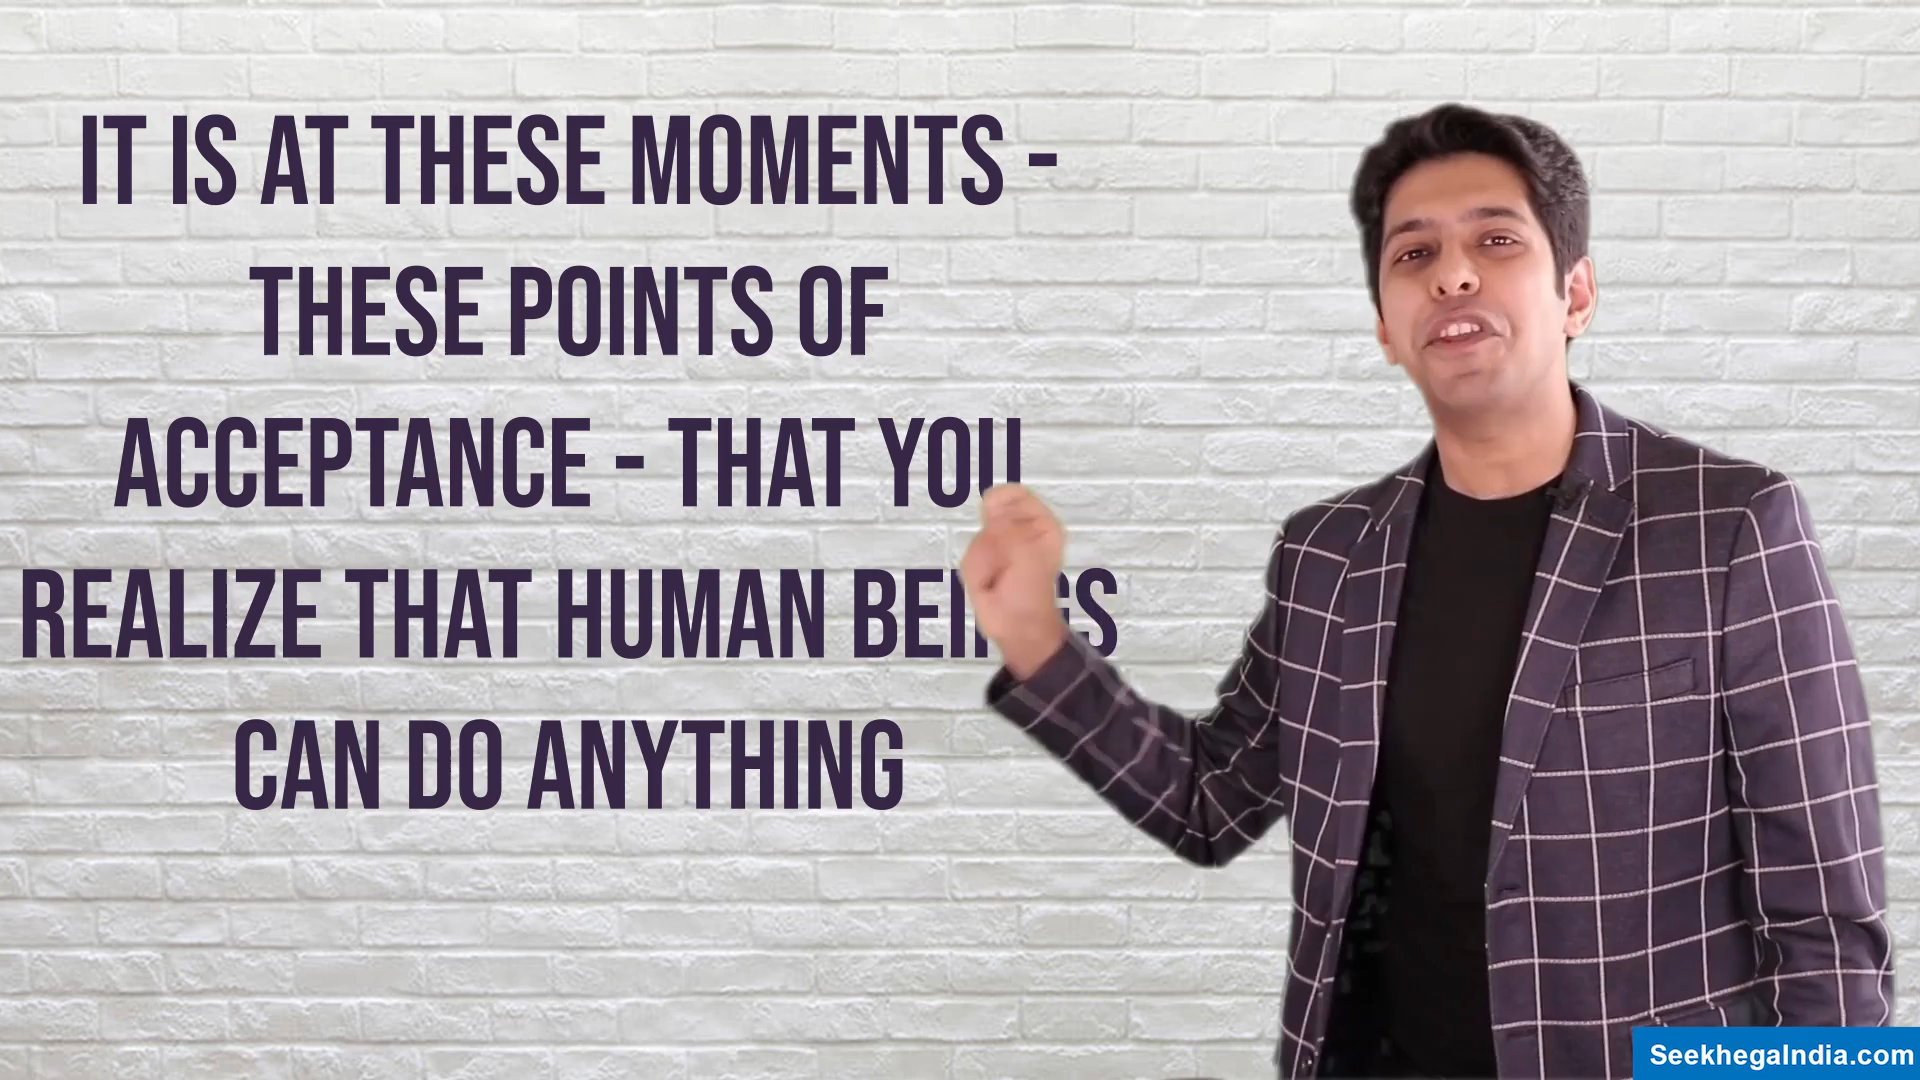 IT IS AT THESE MOMENTS -
THESE POINTS OF
ACCEPTANCE - THAT YOU
REALIZE THAT HUMAN BEINGS
CAN DO ANYTHING
SeekhegaIndia.com